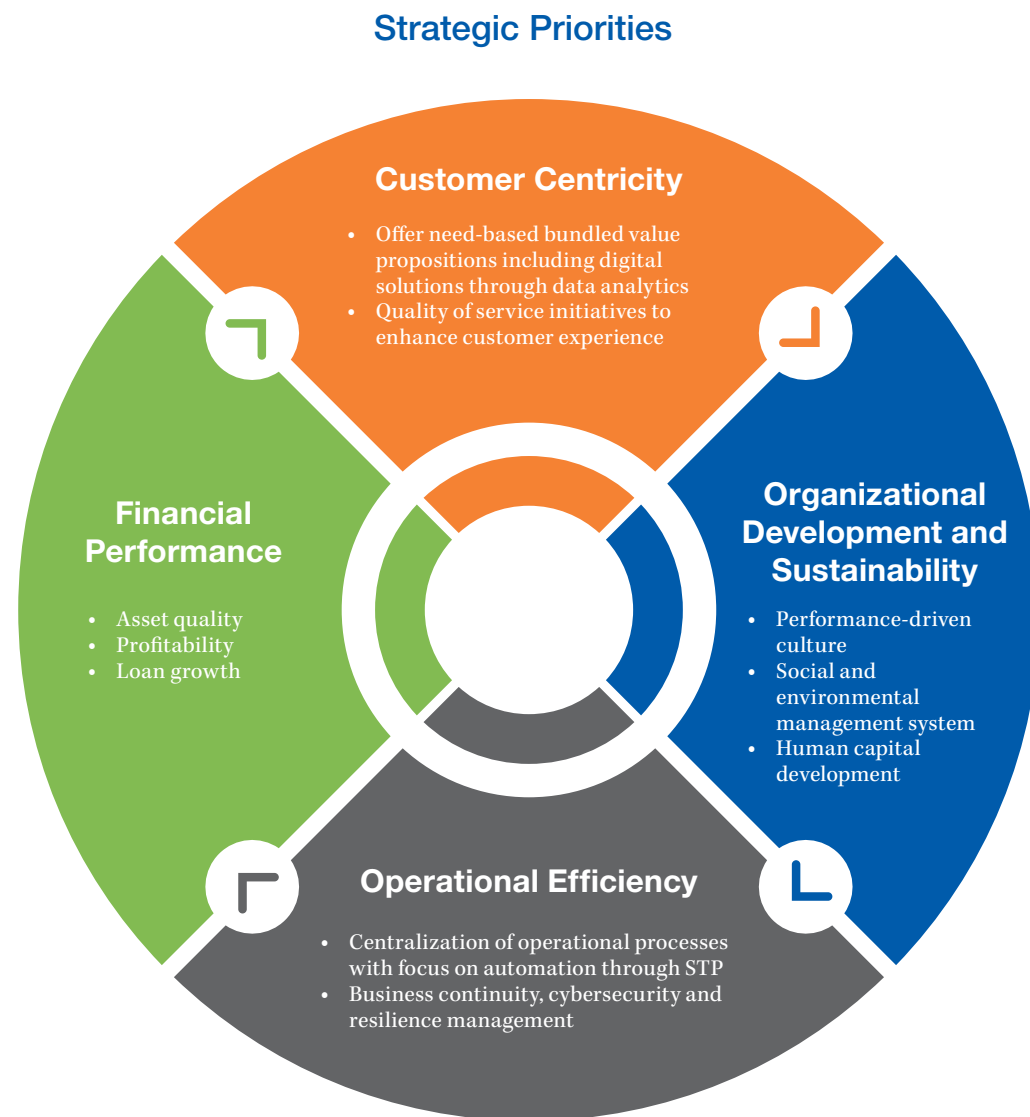 Strategic Priorities
Customer Centricity
• Offer need-based bundled value
propositions including digital
solutions through data analytics
• Quality of service initiatives to
enhance customer experience
Financial
Performance
• Asset quality
• Profitability
• Loan growth
Organizational
Development and
Sustainability
• Performance-driven
culture
• Social and
environmental
management system
• Human capital
development
Operational Efficiency
• Centralization of operational processes
with focus on automation through STP
• Business continuity, cybersecurity and
resilience management